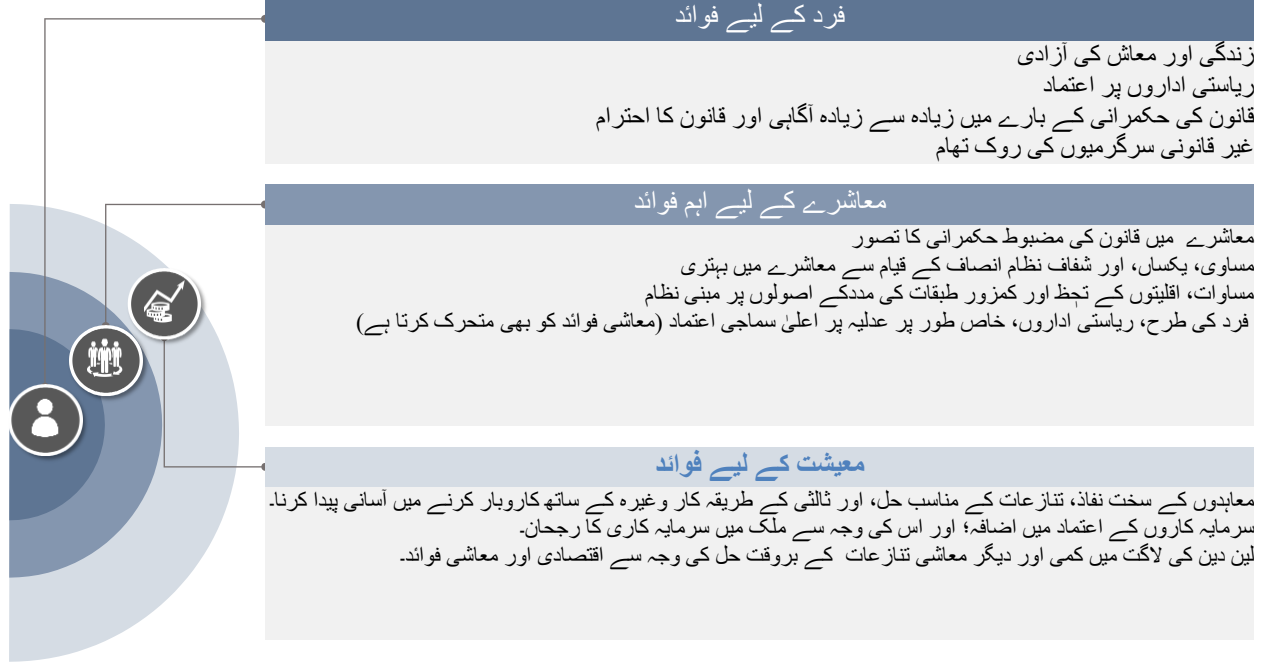 فرد کے لیے فوائد
زندگی اور معاش کی آزادی
ریاستی اداروں پر اعتماد
قانون کی حکمرانی کے بارے میں زیادہ سے زیادہ آگاہی اور قانون کا احترام
غیر قانونی سرگرمیوں کی روک تھام
معاشرے کے لیے اہم فوائد
معاشرے میں قانون کی مضبوط حکمرانی کا تصور
مساوی، یکساں، اور شفاف نظام انصاف کے قیام سے معاشرے میں بہتری
مساوات، اقلیتوں کے تحٖظ اور کمزور طبقات کی مددکے اصولوں پر مبنی نظام
فرد کی طرح، ریاستی اداروں، خاص طور پر عدلیہ پر اعلیٰ سماجی اعتماد (معاشی فوائد کو بھی متحرک کرتا ہے)
معیشت کے لیے فوائد
معاہدوں کے سخت نفاذ، تنازعات کے مناسب حل، اور ثالثی کے طریقہ کار وغیرہ کے ساتھ کاروبار کرنے میں آسانی پیدا کرنا۔
سرمایہ کاروں کے اعتماد میں اضافہ؛ اور اس کی وجہ سے ملک میں سرمایہ کاری کا رجحان۔
لین دین کی لاگت میں کمی اور دیگر معاشی تنازعات کے بروقت حل کی وجہ سے اقتصادی اور معاشی فوائد۔